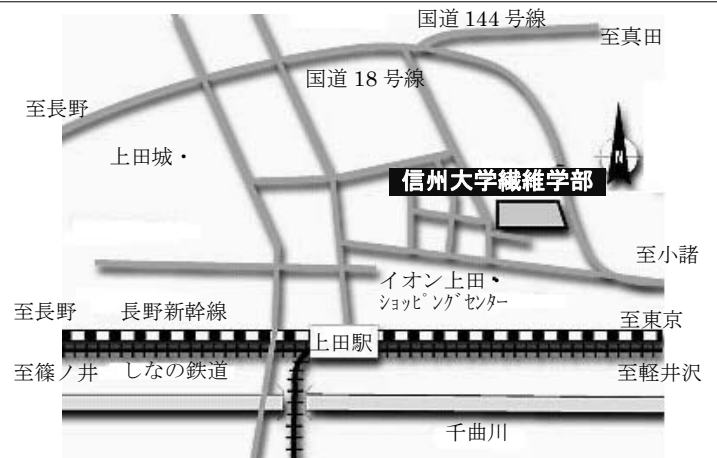 国道 144 号線
至真田
国道 18 号線
至長野
上田城・
N
信州大学繊維学部
至小諸
イオン上田・
ｼｮｯﾋﾟﾝｸﾞｾﾝﾀｰ
至長野
長野新幹線
至東京
上田駅
至篠ノ井
しなの鉄道
至軽井沢
千曲川